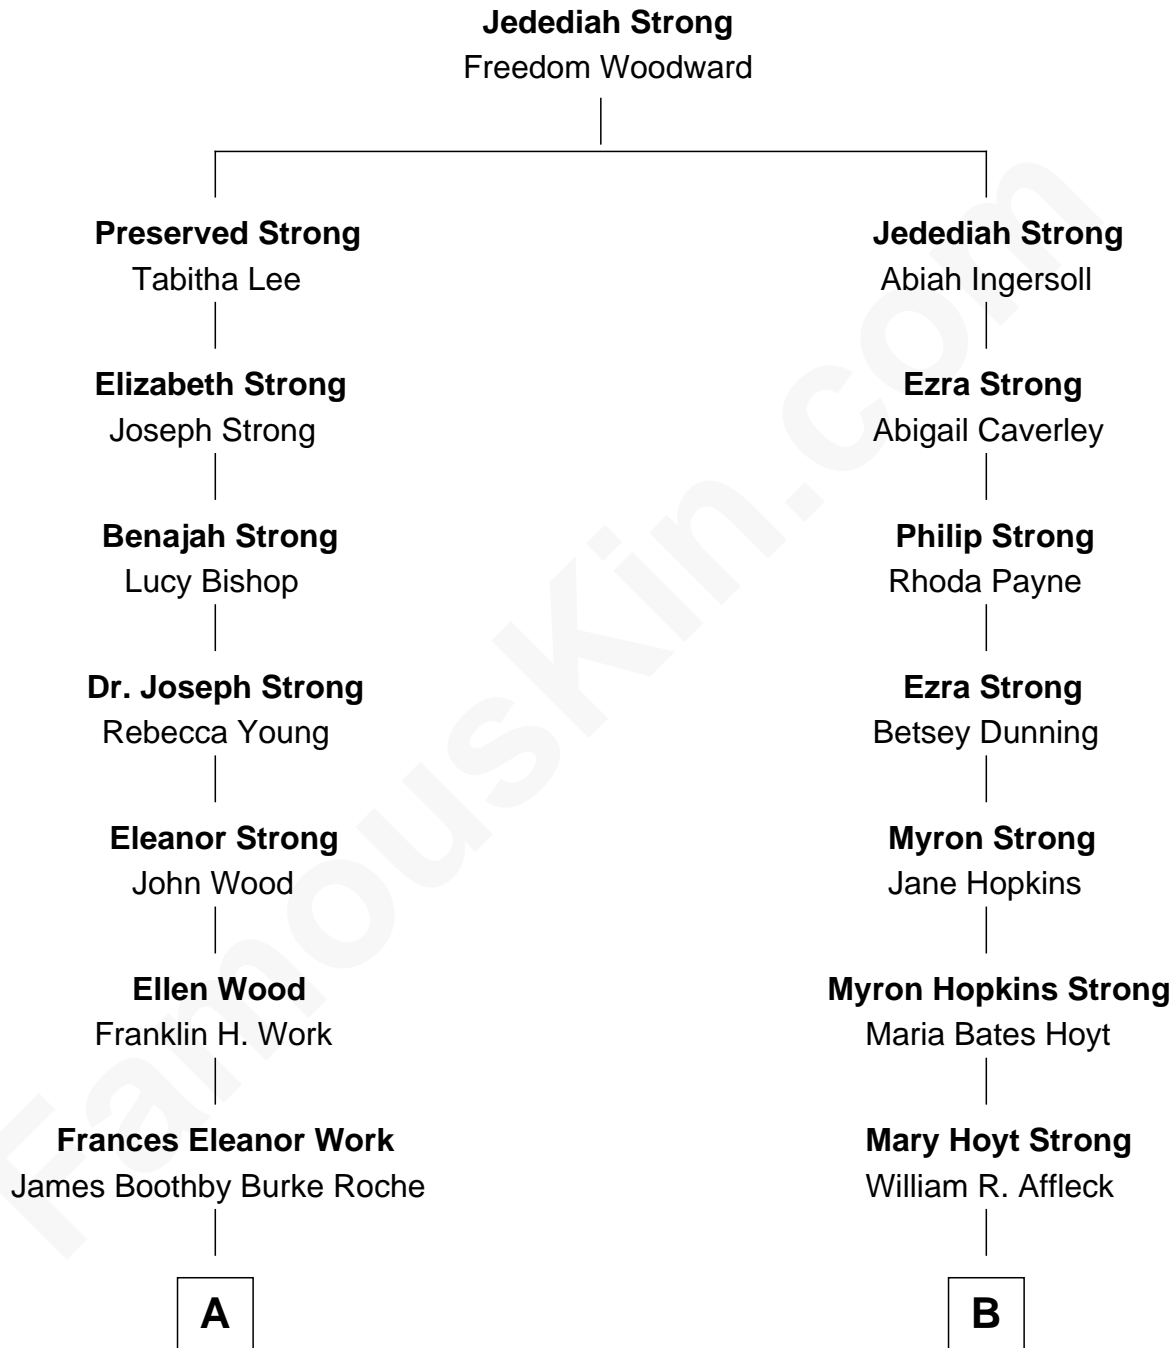 Jedediah Strong
Freedom Woodward
Preserved Strong
Tabitha Lee
Elizabeth Strong
Joseph Strong
Benajah Strong
Lucy Bishop
Dr. Joseph Strong
Rebecca Young
Eleanor Strong
John Wood
Ellen Wood
Franklin H. Work
Frances Eleanor Work
James Boothby Burke Roche
A
Jedediah Strong
Abiah Ingersoll
Ezra Strong
Abigail Caverley
Philip Strong
Rhoda Payne
Ezra Strong
Betsey Dunning
Myron Strong
Jane Hopkins
Myron Hopkins Strong
Maria Bates Hoyt
Mary Hoyt Strong
William R. Affleck
B
FamousKin.com